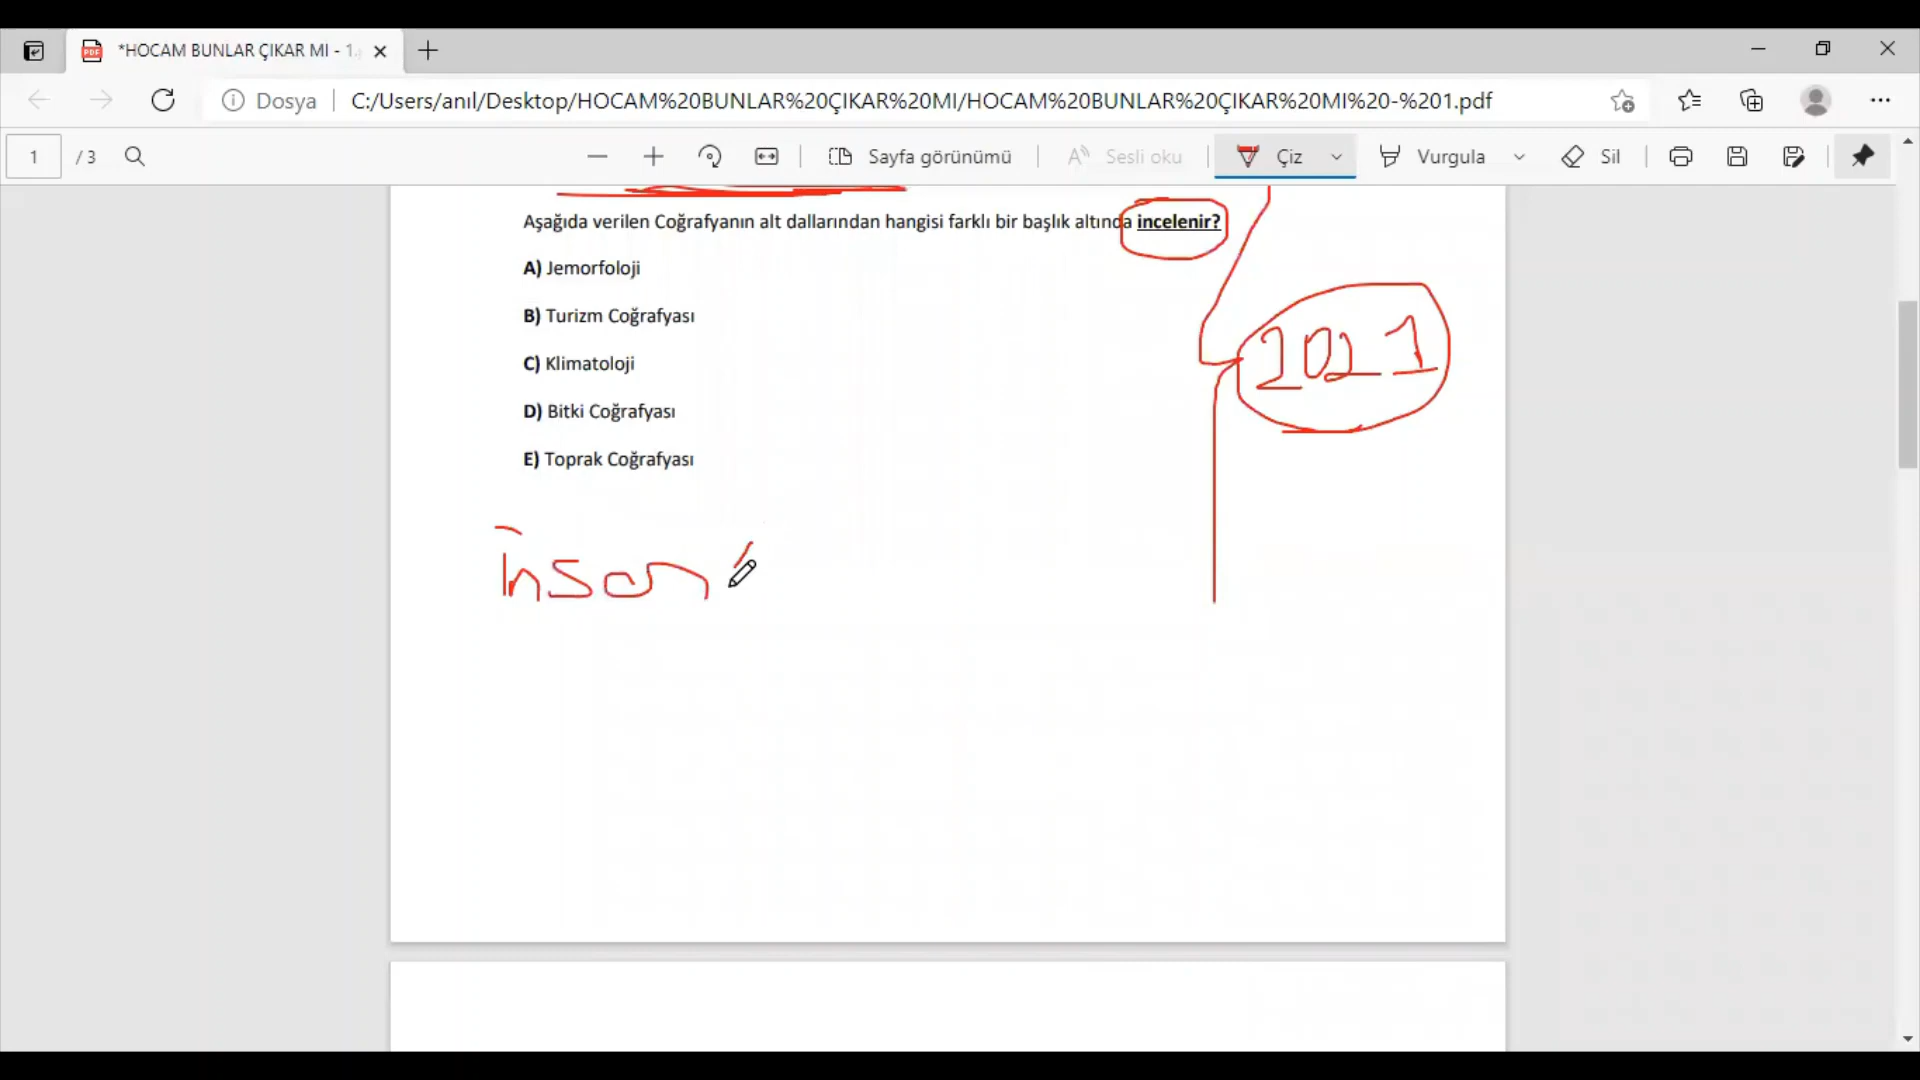 *HOCAM BUNLAR ÇIKAR MI - 1.
Dosya
C:/Users/anıl/Desktop/HOCAM%20BUNLAR%20ÇIKAR%20MI/HOCAM%20BUNLAR%20ÇIKAR%20MI%20-%201.pdf
1 / 3 Sayfa görünümü Sesli oku Çiz Vurgula Sil
Aşağıda verilen Coğrafyanın alt dallarından hangisi farklı bir başlık altında incelenir?
A) Jemorfoloji
B) Turizm Coğrafyası
C) Klimatoloji
D) Bitki Coğrafyası
E) Toprak Coğrafyası
2021
insan